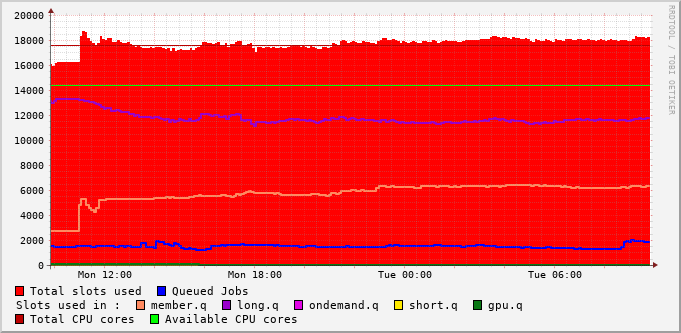 20000
18000
16000
14000
12000
10000
8000
6000
4000
2000
0
Mon 12:00 Mon 18:00 Tue 00:00 Tue 06:00
RRDTOOL / TOBI OETIKER
Total slots used Queued Jobs
Slots used in : member.q long.q ondemand.q short.q gpu.q
Total CPU cores Available CPU cores